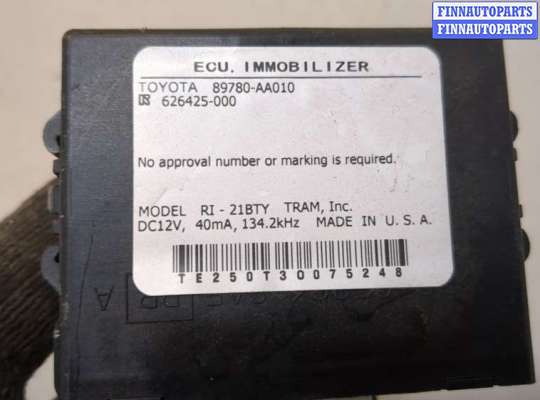 FINNAUTOPARTS
FINNAUTOPARTS
ECU, IMMOBILIZER
TOYOTA 89780-AA010
626425-000
No approval number or marking is required.
MODEL RI - 21BTY TRAM, Inc.
DC12V, 40mA, 134.2kHz MADE IN U. S. A.
TE250T30075248
A